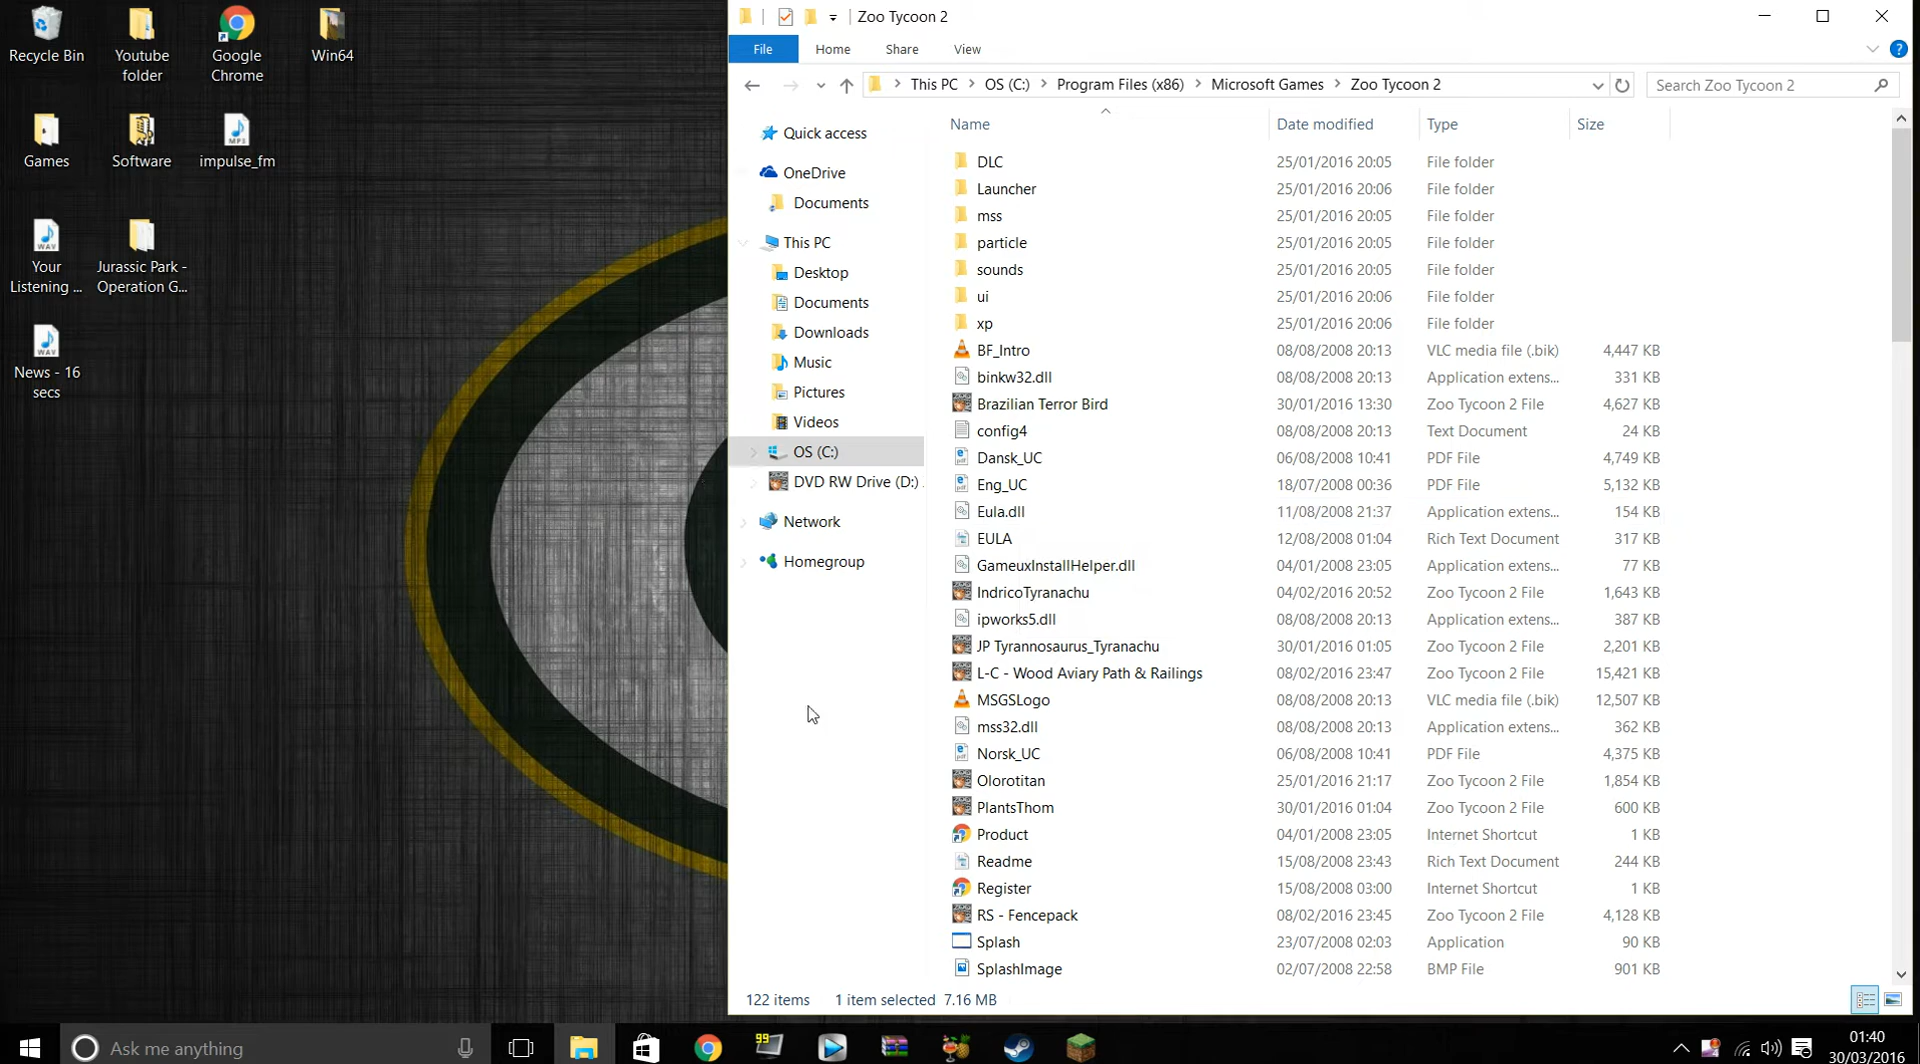 Recycle Bin
Youtube folder
Google Chrome
Win64
Games
Software
impulse_fm
Your Listening ...
Jurassic Park - Operation G...
News - 16 secs
WAV
WAV
MP3
Zoo Tycoon 2
File Home Share View
This PC OS (C:) Program Files (x86) Microsoft Games Zoo Tycoon 2
Search Zoo Tycoon 2
Quick access
OneDrive
Documents
This PC
Desktop
Documents
Downloads
Music
Pictures
Videos
OS (C:)
DVD RW Drive (D:)
Network
Homegroup
Name Date modified Type Size
DLC 25/01/2016 20:05 File folder
Launcher 25/01/2016 20:06 File folder
mss 25/01/2016 20:05 File folder
particle 25/01/2016 20:05 File folder
sounds 25/01/2016 20:05 File folder
ui 25/01/2016 20:06 File folder
xp 25/01/2016 20:06 File folder
BF_Intro 08/08/2008 20:13 VLC media file (.bik) 4,447 KB
binkw32.dll 08/08/2008 20:13 Application extens... 331 KB
Brazilian Terror Bird 30/01/2016 13:30 Zoo Tycoon 2 File 4,627 KB
config4 08/08/2008 20:13 Text Document 24 KB
Dansk_UC 06/08/2008 10:41 PDF File 4,749 KB
Eng_UC 18/07/2008 00:36 PDF File 5,132 KB
Eula.dll 11/08/2008 21:37 Application extens... 154 KB
EULA 12/08/2008 01:04 Rich Text Document 317 KB
GameuxInstallHelper.dll 04/01/2008 23:05 Application extens... 77 KB
IndricoTyranachu 04/02/2016 20:52 Zoo Tycoon 2 File 1,643 KB
ipworks5.dll 08/08/2008 20:13 Application extens... 387 KB
JP Tyrannosaurus_Tyranachu 30/01/2016 01:05 Zoo Tycoon 2 File 2,201 KB
L-C - Wood Aviary Path & Railings 08/02/2016 23:47 Zoo Tycoon 2 File 15,421 KB
MSGSLogo 08/08/2008 20:13 VLC media file (.bik) 12,507 KB
mss32.dll 08/08/2008 20:13 Application extens... 362 KB
Norsk_UC 06/08/2008 10:41 PDF File 4,375 KB
Olorotitan 25/01/2016 21:17 Zoo Tycoon 2 File 1,854 KB
PlantsThom 30/01/2016 01:04 Zoo Tycoon 2 File 600 KB
Product 04/01/2008 23:05 Internet Shortcut 1 KB
Readme 15/08/2008 23:43 Rich Text Document 244 KB
Register 15/08/2008 03:00 Internet Shortcut 1 KB
RS - Fencepack 08/02/2016 23:45 Zoo Tycoon 2 File 4,128 KB
Splash 23/07/2008 02:03 Application 90 KB
SplashImage 02/07/2008 22:58 BMP File 901 KB
122 items 1 item selected 7.16 MB
Ask me anything
99
01:40
30/03/2016